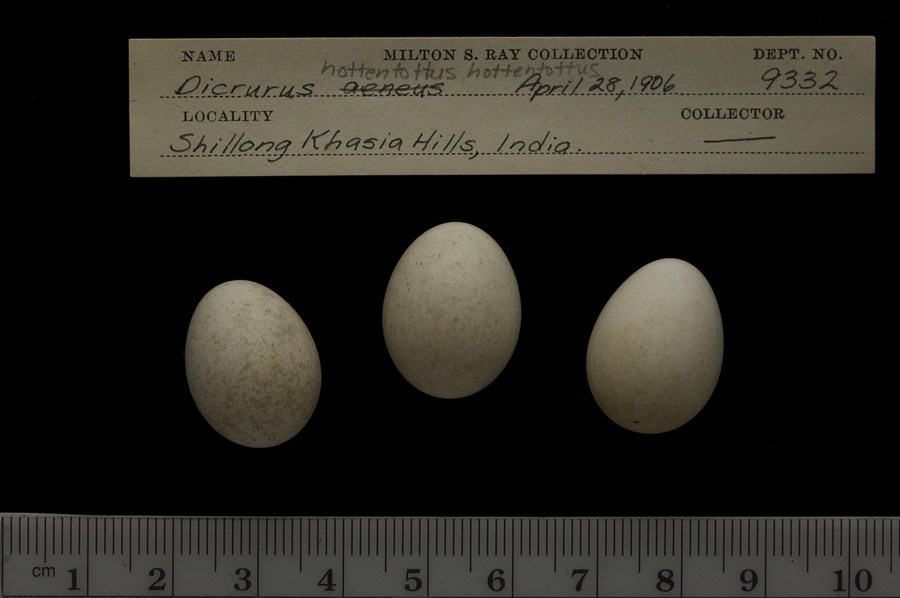 NAME MILTON S. RAY COLLECTION DEPT. NO.
hottentottus hottentottus
Dicrurus aeneus April 28, 1906 9332
LOCALITY COLLECTOR
Shillong Khasia Hills, India.
cm 1 2 3 4 5 6 7 8 9 10